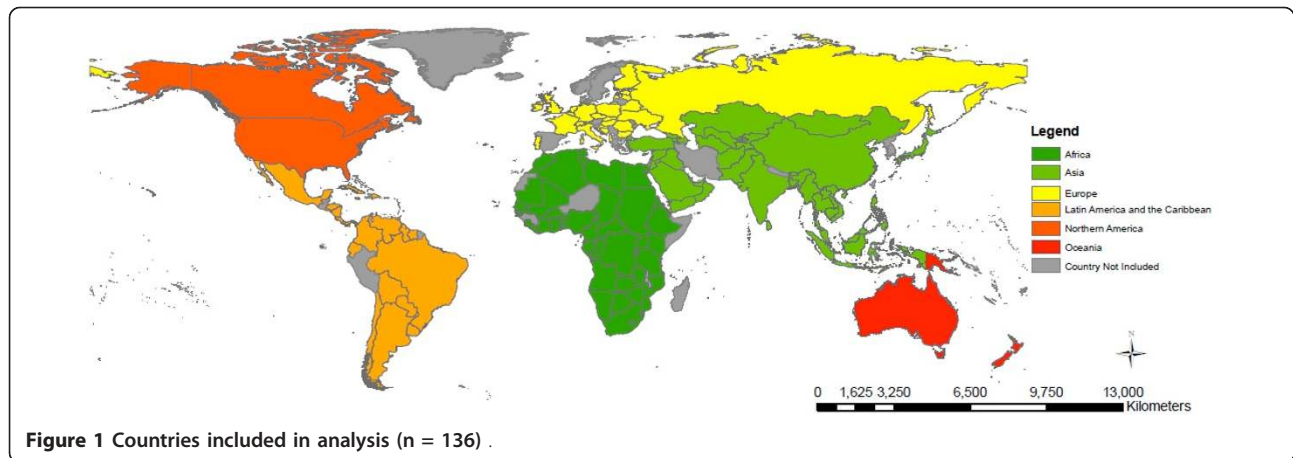 Legend
Africa
Asia
Europe
Latin America and the Caribbean
Northern America
Oceania
Country Not Included
N
0 1,625 3,250 6,500 9,750 13,000
Kilometers
Figure 1 Countries included in analysis (n = 136) .